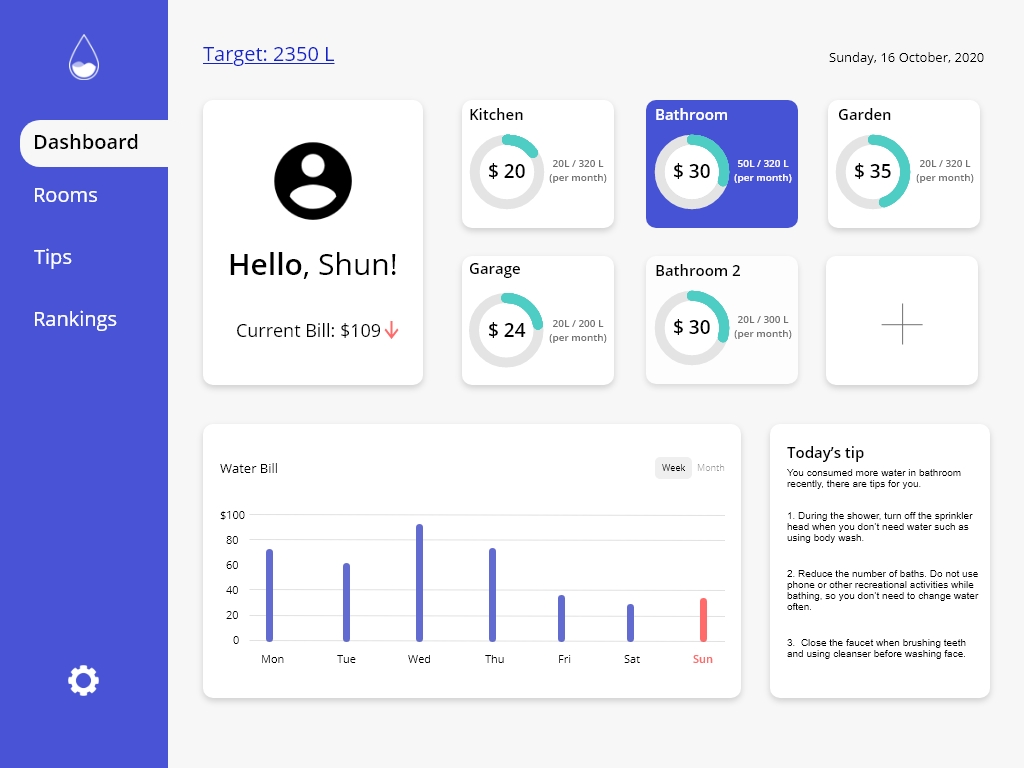 Target: 2350 L
Sunday, 16 October, 2020
Dashboard
Rooms
Tips
Rankings
Hello, Shun!
Current Bill: $109
Kitchen
$ 20
20L / 320 L
(per month)
Bathroom
$ 30
50L / 320 L
(per month)
Garden
$ 35
20L / 320 L
(per month)
Garage
$ 24
20L / 200 L
(per month)
Bathroom 2
$ 30
20L / 300 L
(per month)
Water Bill
Week
Month
$100
80
60
40
20
0
Mon
Tue
Wed
Thu
Fri
Sat
Sun
Today’s tip
You consumed more water in bathroom
recently, there are tips for you.
1. During the shower, turn off the sprinkler
head when you don’t need water such as
using body wash.
2. Reduce the number of baths. Do not use
phone or other recreational activities while
bathing, so you don’t need to change water
often.
3.  Close the faucet when brushing teeth
and using cleanser before washing face.